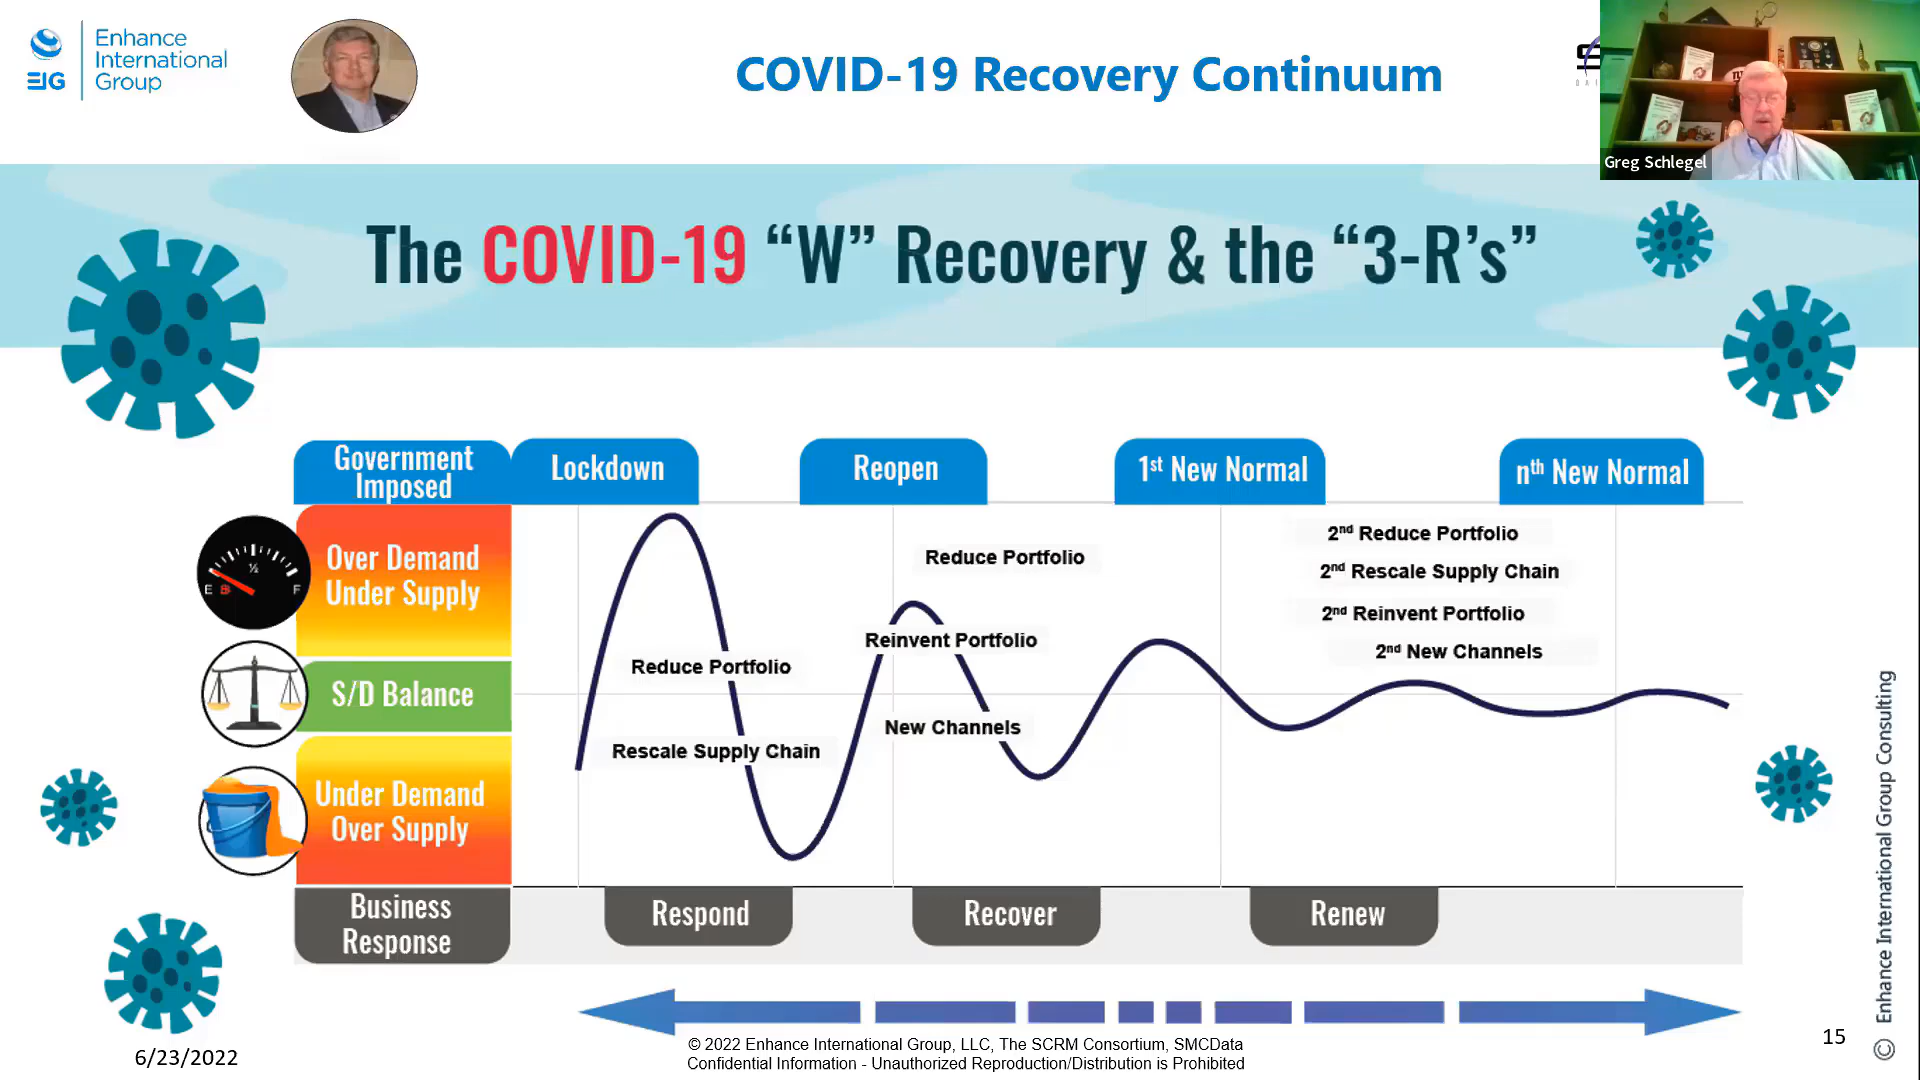 Enhance
International
Group
EIG
COVID-19 Recovery Continuum
Greg Schlegel
The COVID-19 “W” Recovery & the “3-R’s”
Government
Imposed
Lockdown
Reopen
1st New Normal
nth New Normal
Over Demand
Under Supply
E
½
F
S/D Balance
Under Demand
Over Supply
Reduce Portfolio
Rescale Supply Chain
Reduce Portfolio
Reinvent Portfolio
New Channels
2nd Reduce Portfolio
2nd Rescale Supply Chain
2nd Reinvent Portfolio
2nd New Channels
Business
Response
Respond
Recover
Renew
© Enhance International Group Consulting
6/23/2022
© 2022 Enhance International Group, LLC, The SCRM Consortium, SMCData
Confidential Information - Unauthorized Reproduction/Distribution is Prohibited
15